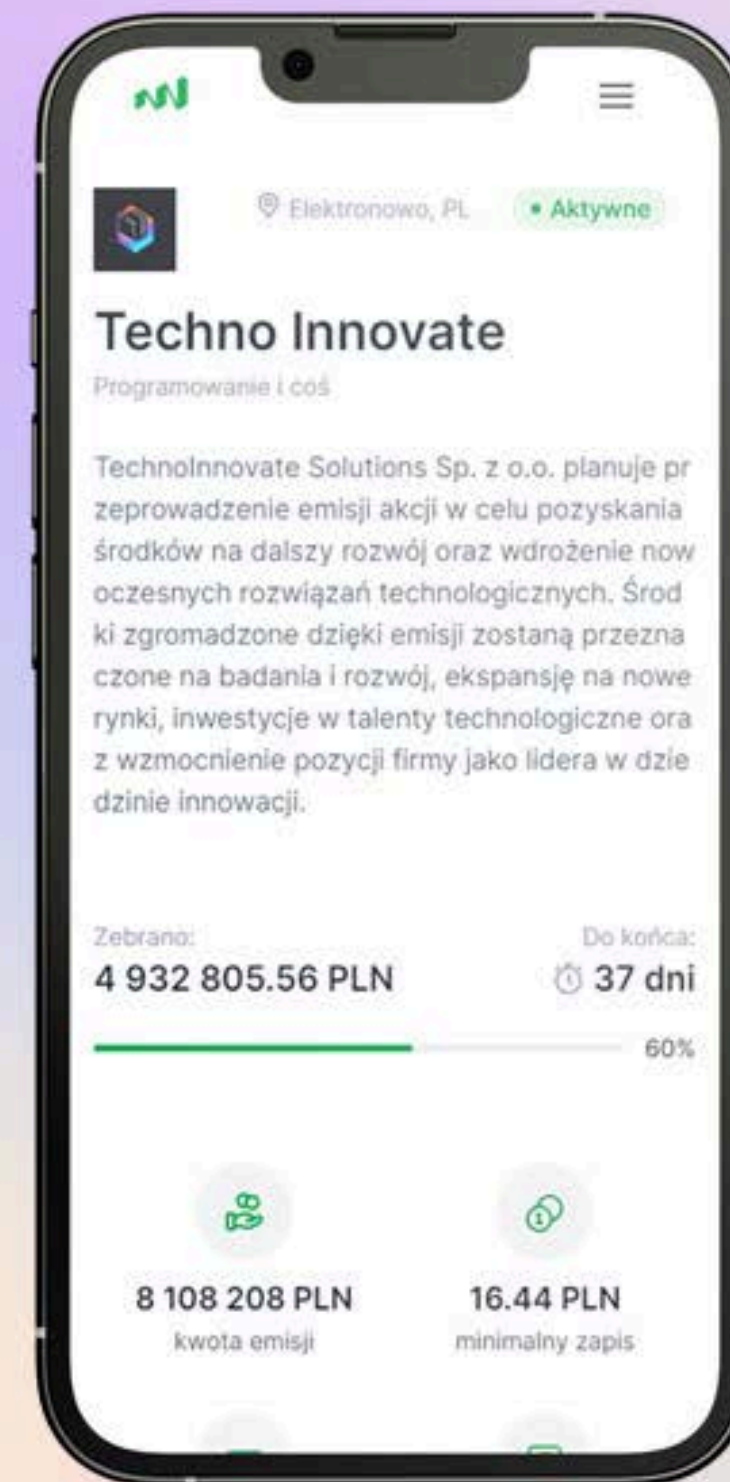 Elektronowo, PL
• Aktywne
Techno Innovate
Programowanie i coś
TechnoInnovate Solutions Sp. z o.o. planuje pr
zeprowadzenie emisji akcji w celu pozyskania
środków na dalszy rozwój oraz wdrożenie now
oczesnych rozwiązań technologicznych. Środ
ki zgromadzone dzięki emisji zostaną przezna
czone na badania i rozwój, ekspansję na nowe
rynki, inwestycje w talenty technologiczne ora
z wzmocnienie pozycji firmy jako lidera w dzie
dzinie innowacji.
Zebrano:
4 932 805.56 PLN
Do końca:
37 dni
60%
8 108 208 PLN
kwota emisji
16.44 PLN
minimalny zapis